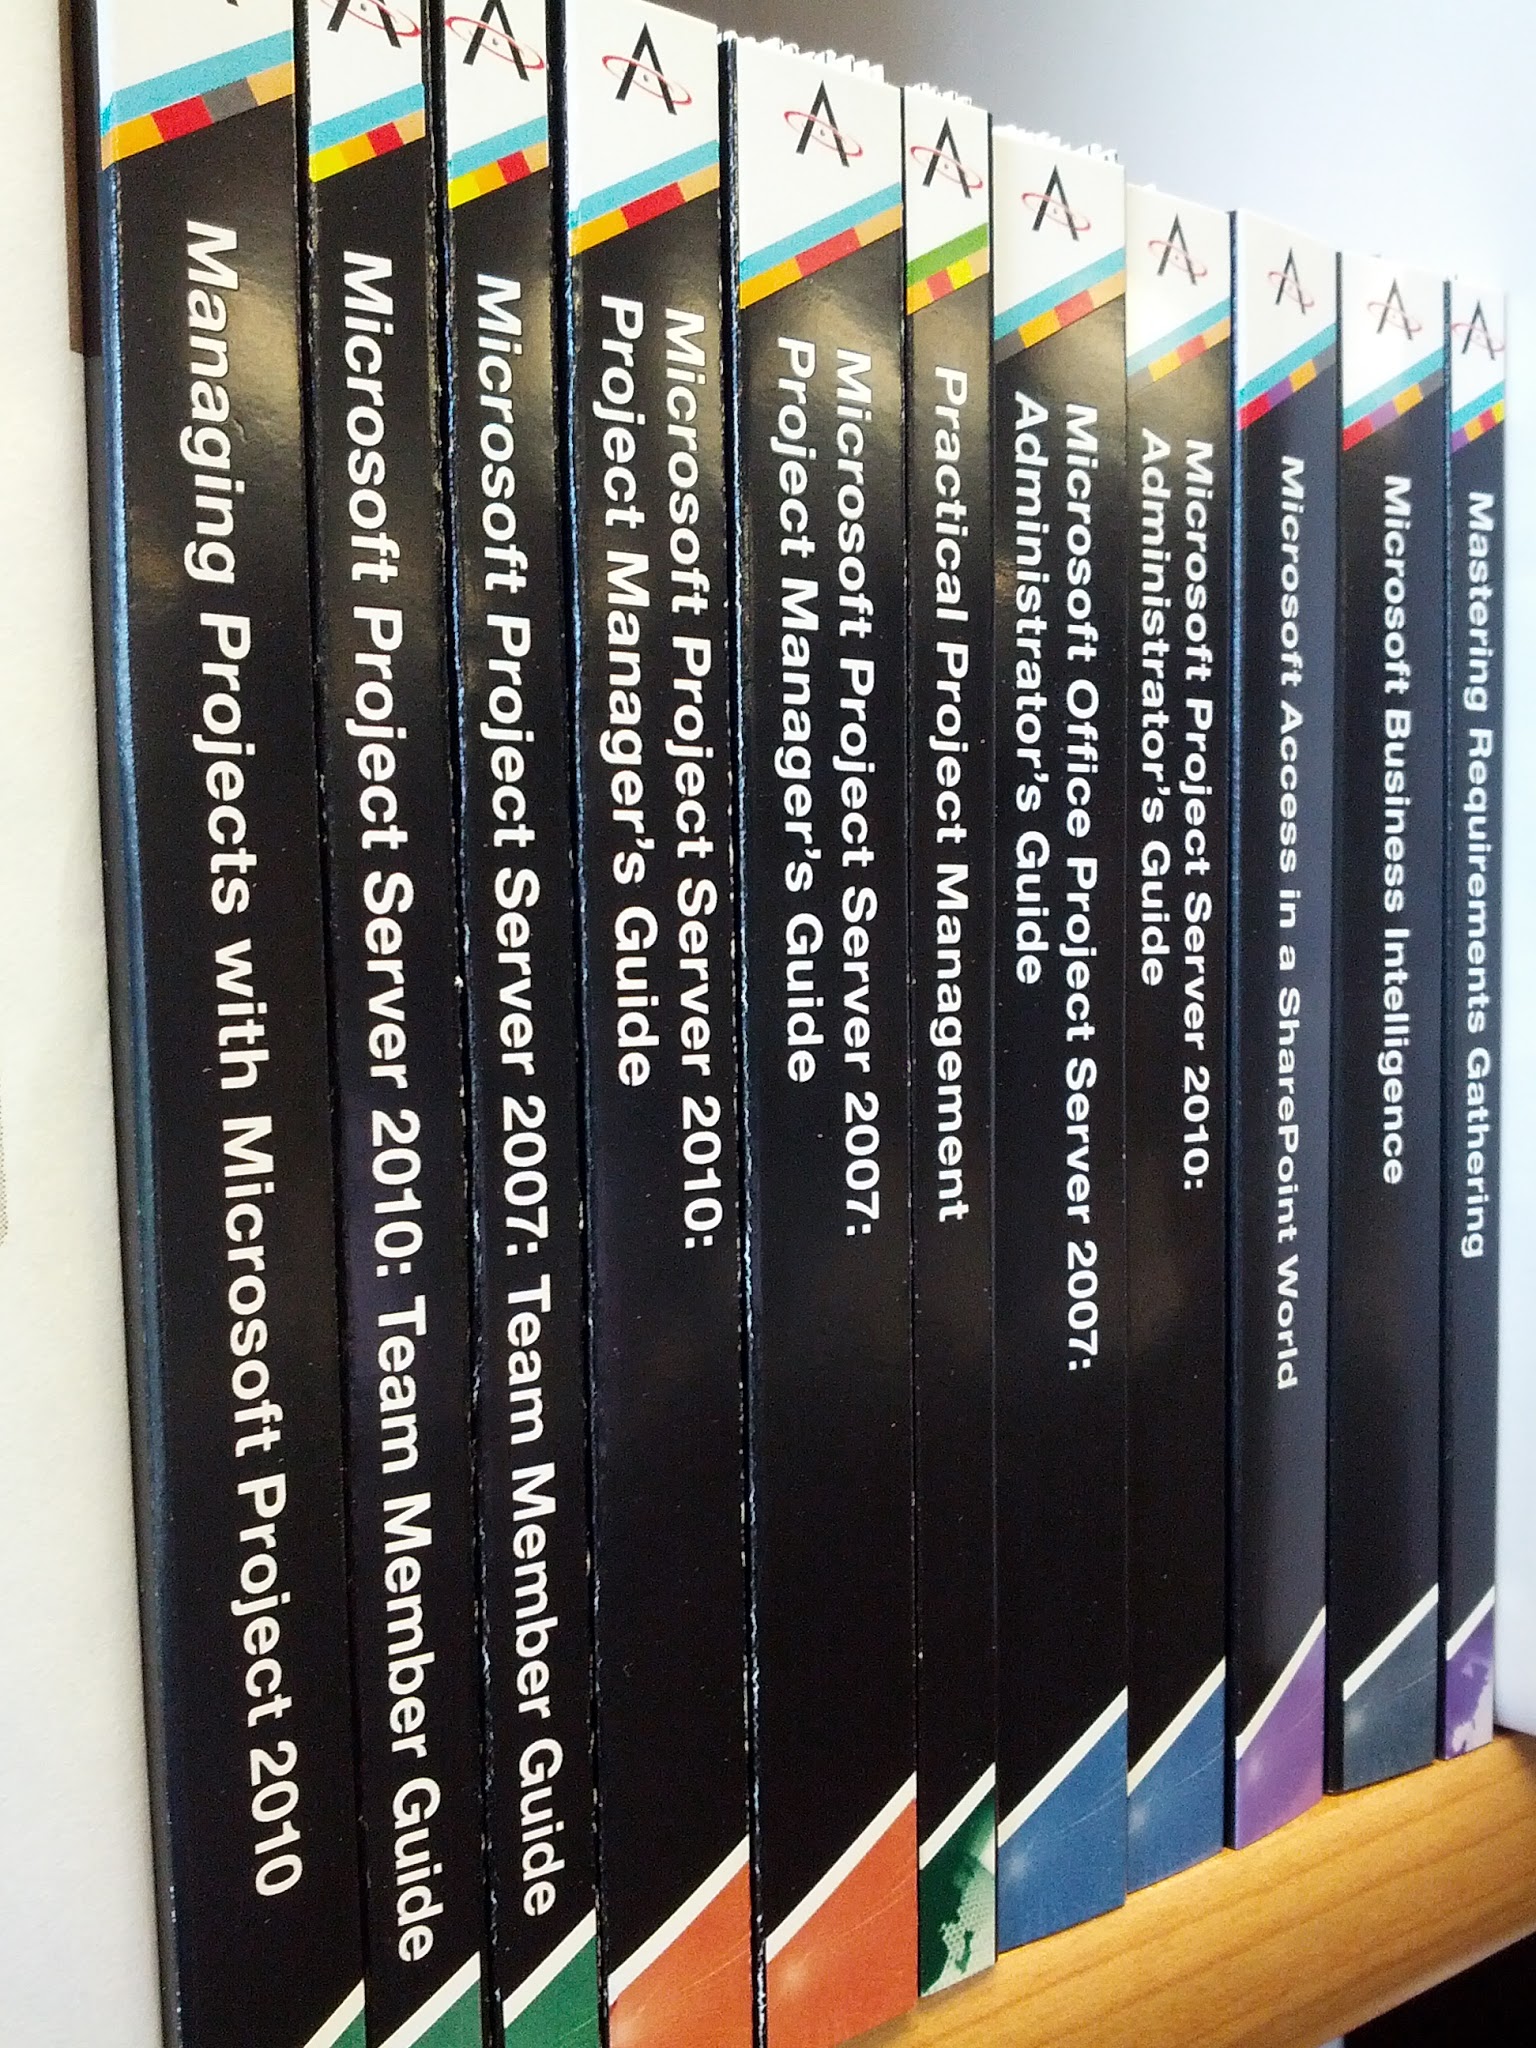 Managing Projects with Microsoft Project 2010
Microsoft Project Server 2010: Team Member Guide
Microsoft Project Server 2007: Team Member Guide
Microsoft Project Server 2010:
Project Manager's Guide
Microsoft Project Server 2007:
Project Manager's Guide
Practical Project Management
Microsoft Office Project Server 2007:
Administrator's Guide
Microsoft Project Server 2010:
Administrator's Guide
Microsoft Access in a SharePoint World
Microsoft Business Intelligence
Mastering Requirements Gathering